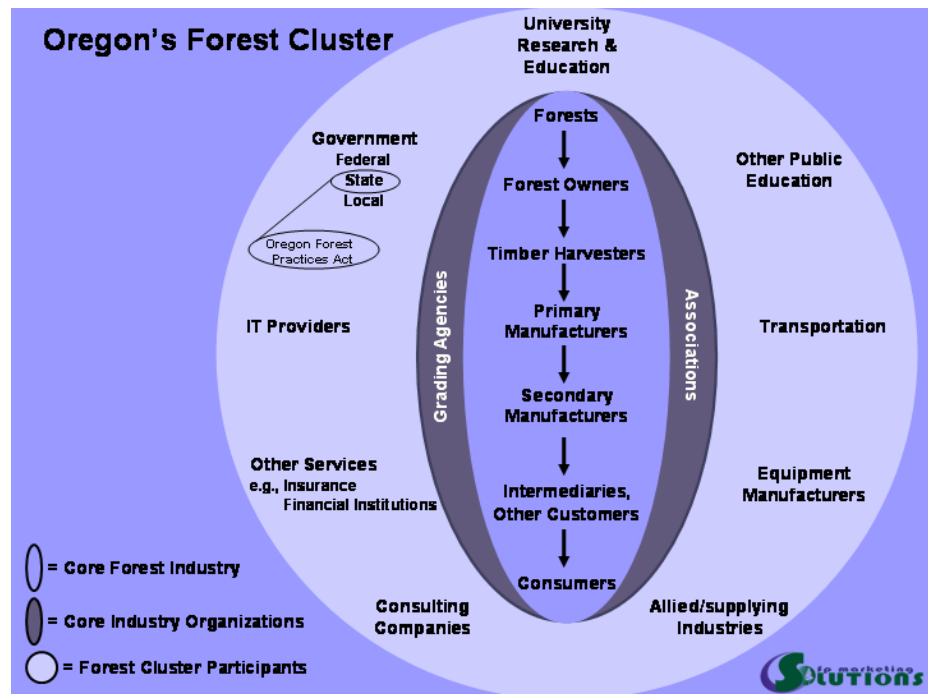 Oregon's Forest Cluster
University
Research &
Education
Forests
Government
Federal
State
Local
Oregon Forest
Practices Act
Other Public
Education
Forest Owners
Timber Harvesters
Grading Agencies
Associations
IT Providers
Primary
Manufacturers
Transportation
Secondary
Manufacturers
Other Services
e.g., Insurance
Financial Institutions
Equipment
Manufacturers
Intermediaries,
Other Customers
Consumers
Consulting
Companies
Allied/supplying
Industries
= Core Forest Industry
= Core Industry Organizations
= Forest Cluster Participants
marketing
Solutions